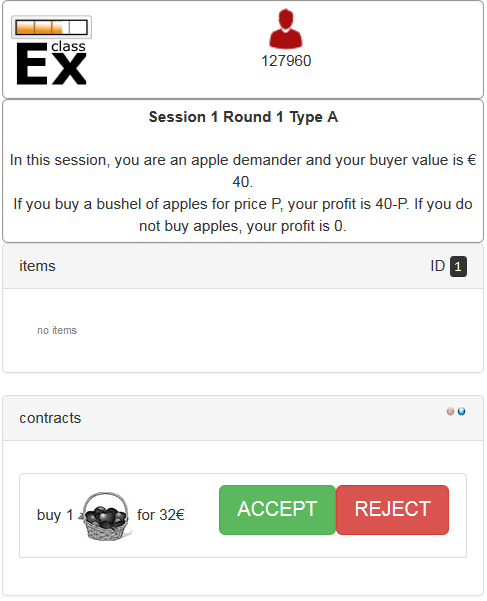 class
Ex
127960
Session 1 Round 1 Type A
In this session, you are an apple demander and your buyer value is €
40.
If you buy a bushel of apples for price P, your profit is 40-P. If you do
not buy apples, your profit is 0.
items ID 1
no items
contracts
buy 1 for 32€ ACCEPT REJECT